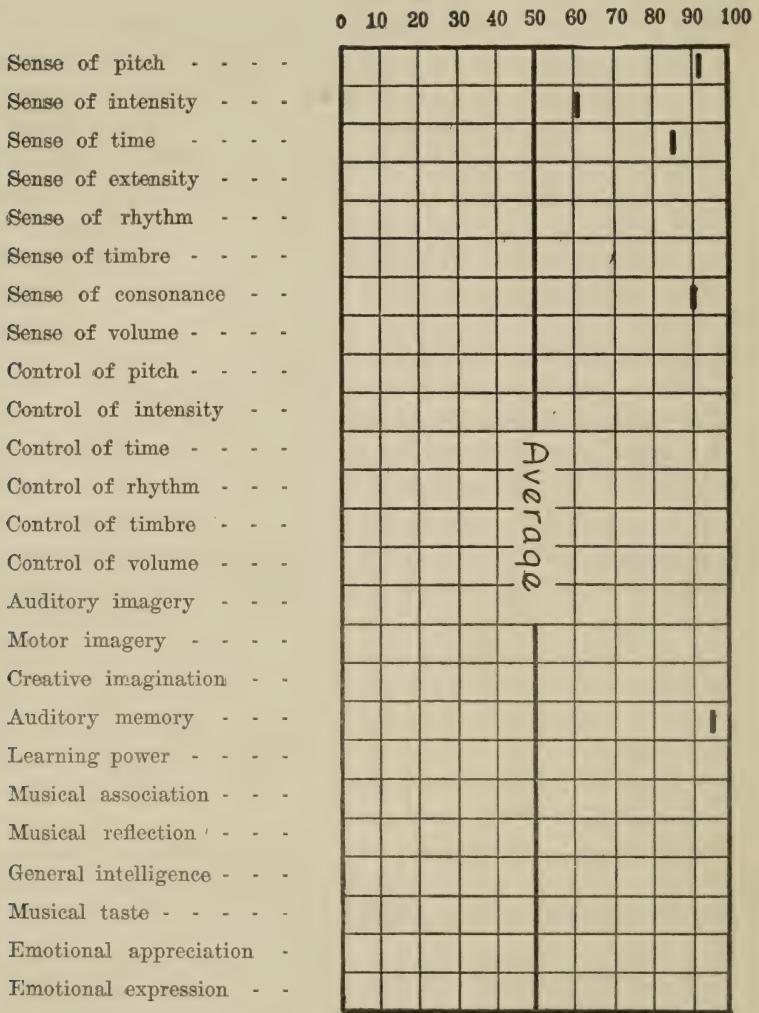 0 10 20 30 40 50 60 70 80 90 100
Sense of pitch - - - -
Sense of intensity - - -
Sense of time - - - -
Sense of extensity - - -
Sense of rhythm - - -
Sense of timbre - - - -
Sense of consonance - -
Sense of volume - - - -
Control of pitch - - - -
Control of intensity - -
Control of time - - - -
Control of rhythm - - -
Control of timbre - - -
Control of volume - - -
Auditory imagery - - -
Motor imagery - - - -
Creative imagination - -
Auditory memory - - -
Learning power - - - -
Musical association - - -
Musical reflection - - -
General intelligence - - -
Musical taste - - - - -
Emotional appreciation -
Emotional expression - -
Average